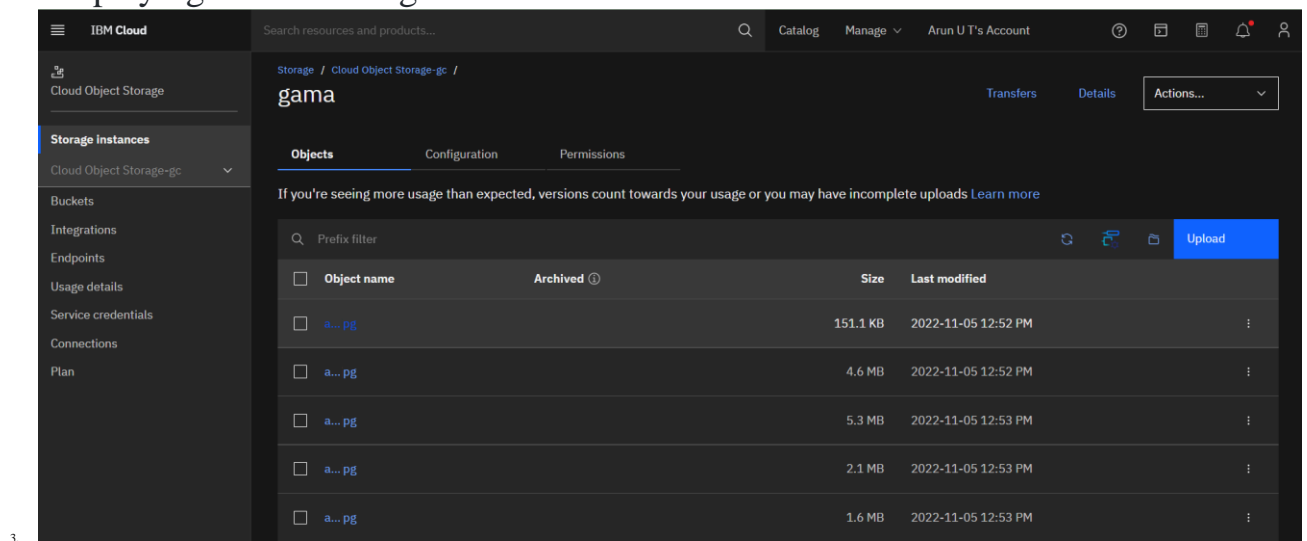 IBM Cloud
Search resources and products...
Catalog
Manage
Arun U T's Account
Cloud Object Storage
Storage / Cloud Object Storage-gc /
gama
Transfers
Details
Actions...
Storage instances
Cloud Object Storage-gc
Buckets
Integrations
Endpoints
Usage details
Service credentials
Connections
Plan
Objects
Configuration
Permissions
If you're seeing more usage than expected, versions count towards your usage or you may have incomplete uploads Learn more
Prefix filter
Upload
Object name Archived Size Last modified
a... pg 151.1 KB 2022-11-05 12:52 PM
a... pg 4.6 MB 2022-11-05 12:52 PM
a... pg 5.3 MB 2022-11-05 12:53 PM
a... pg 2.1 MB 2022-11-05 12:53 PM
a... pg 1.6 MB 2022-11-05 12:53 PM
3